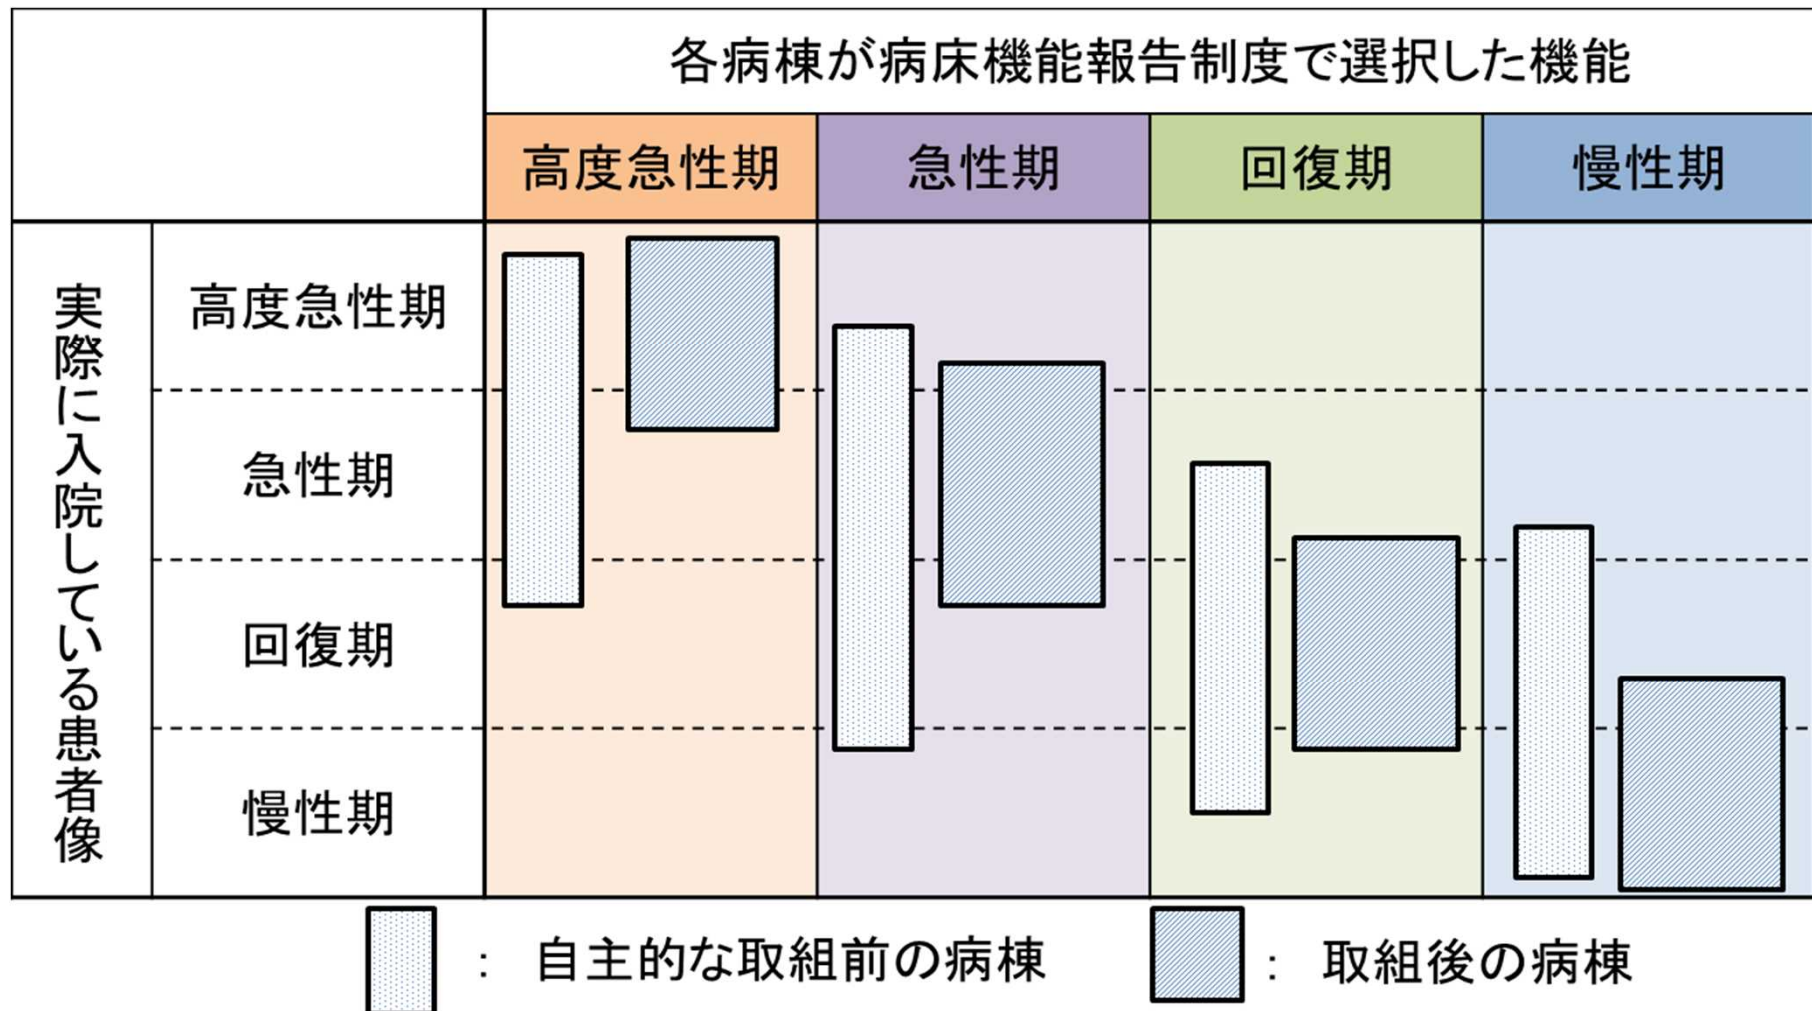 各病棟が病床機能報告制度で選択した機能
高度急性期
急性期
回復期
慢性期
実際に入院している患者像
高度急性期
急性期
回復期
慢性期
： 自主的な取組前の病棟
： 取組後の病棟